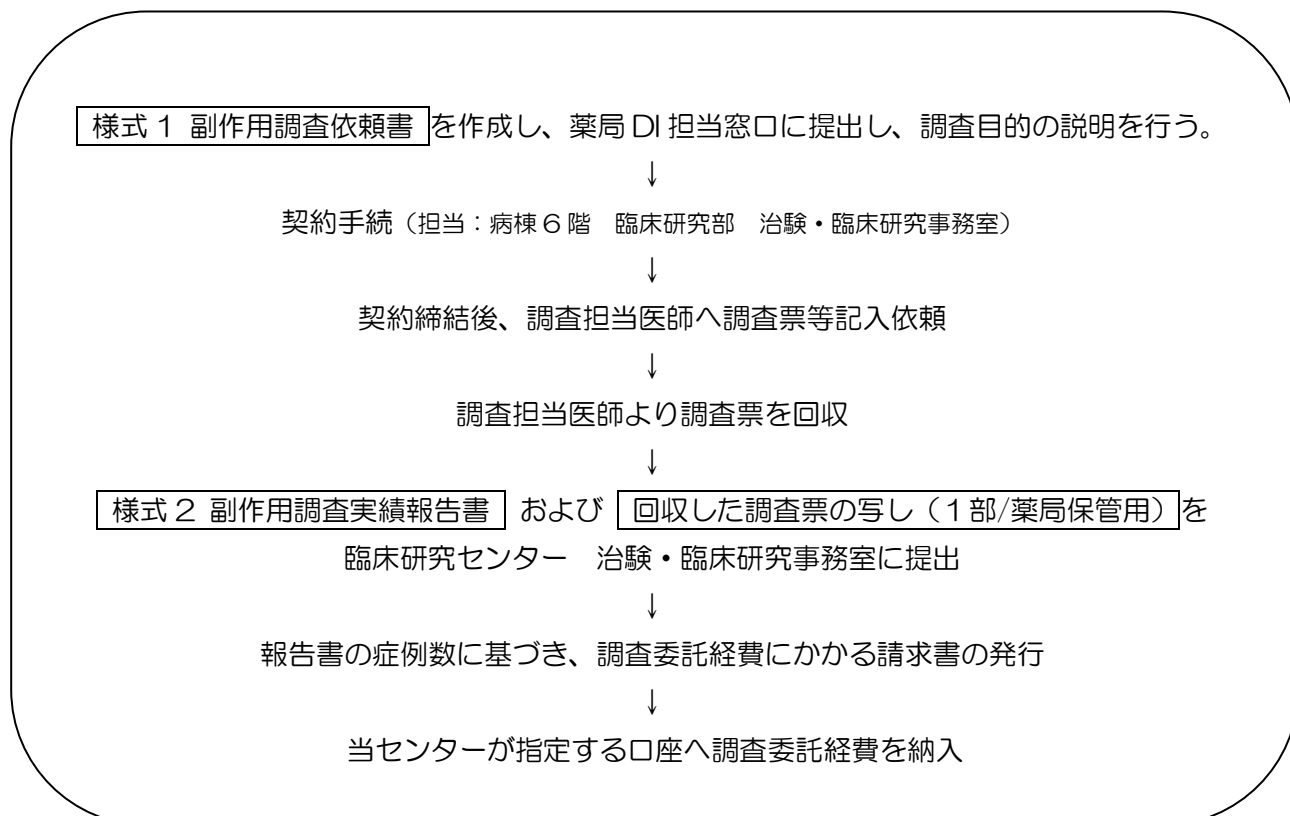 様式1 副作用調査依頼書 を作成し、薬局DI担当窓口に提出し、調査目的の説明を行う。
↓
契約手続（担当：病棟6階　臨床研究部　治験・臨床研究事務室）
↓
契約締結後、調査担当医師へ調査票等記入依頼
↓
調査担当医師より調査票を回収
↓
様式2 副作用調査実績報告書 および 回収した調査票の写し（1部/薬局保管用）を
臨床研究センター　治験・臨床研究事務室に提出
↓
報告書の症例数に基づき、調査委託経費にかかる請求書の発行
↓
当センターが指定する口座へ調査委託経費を納入